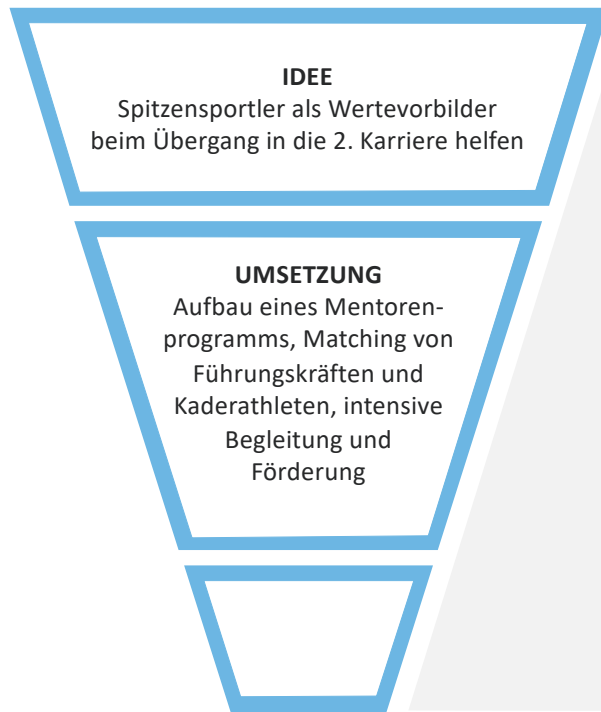 IDEE
Spitzensportler als Wertevorbilder
beim Übergang in die 2. Karriere helfen
UMSETZUNG
Aufbau eines Mentoren-
programms, Matching von
Führungskräften und
Kaderathleten, intensive
Begleitung und
Förderung